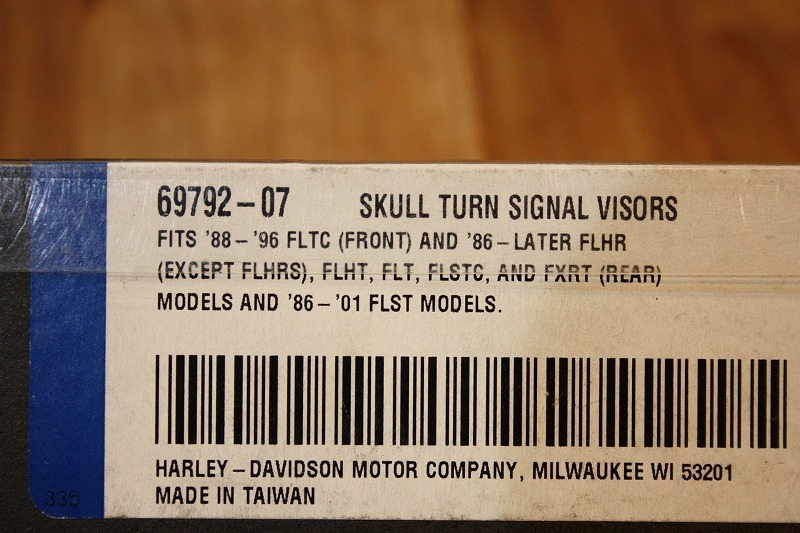 69792-07 SKULL TURN SIGNAL VISORS
FITS '88-'96 FLTC (FRONT) AND '86-LATER FLHR
(EXCEPT FLHRS), FLHT, FLT, FLSTC, AND FXRT (REAR)
MODELS AND '86-'01 FLST MODELS.
HARLEY-DAVIDSON MOTOR COMPANY, MILWAUKEE WI 53201
MADE IN TAIWAN
335